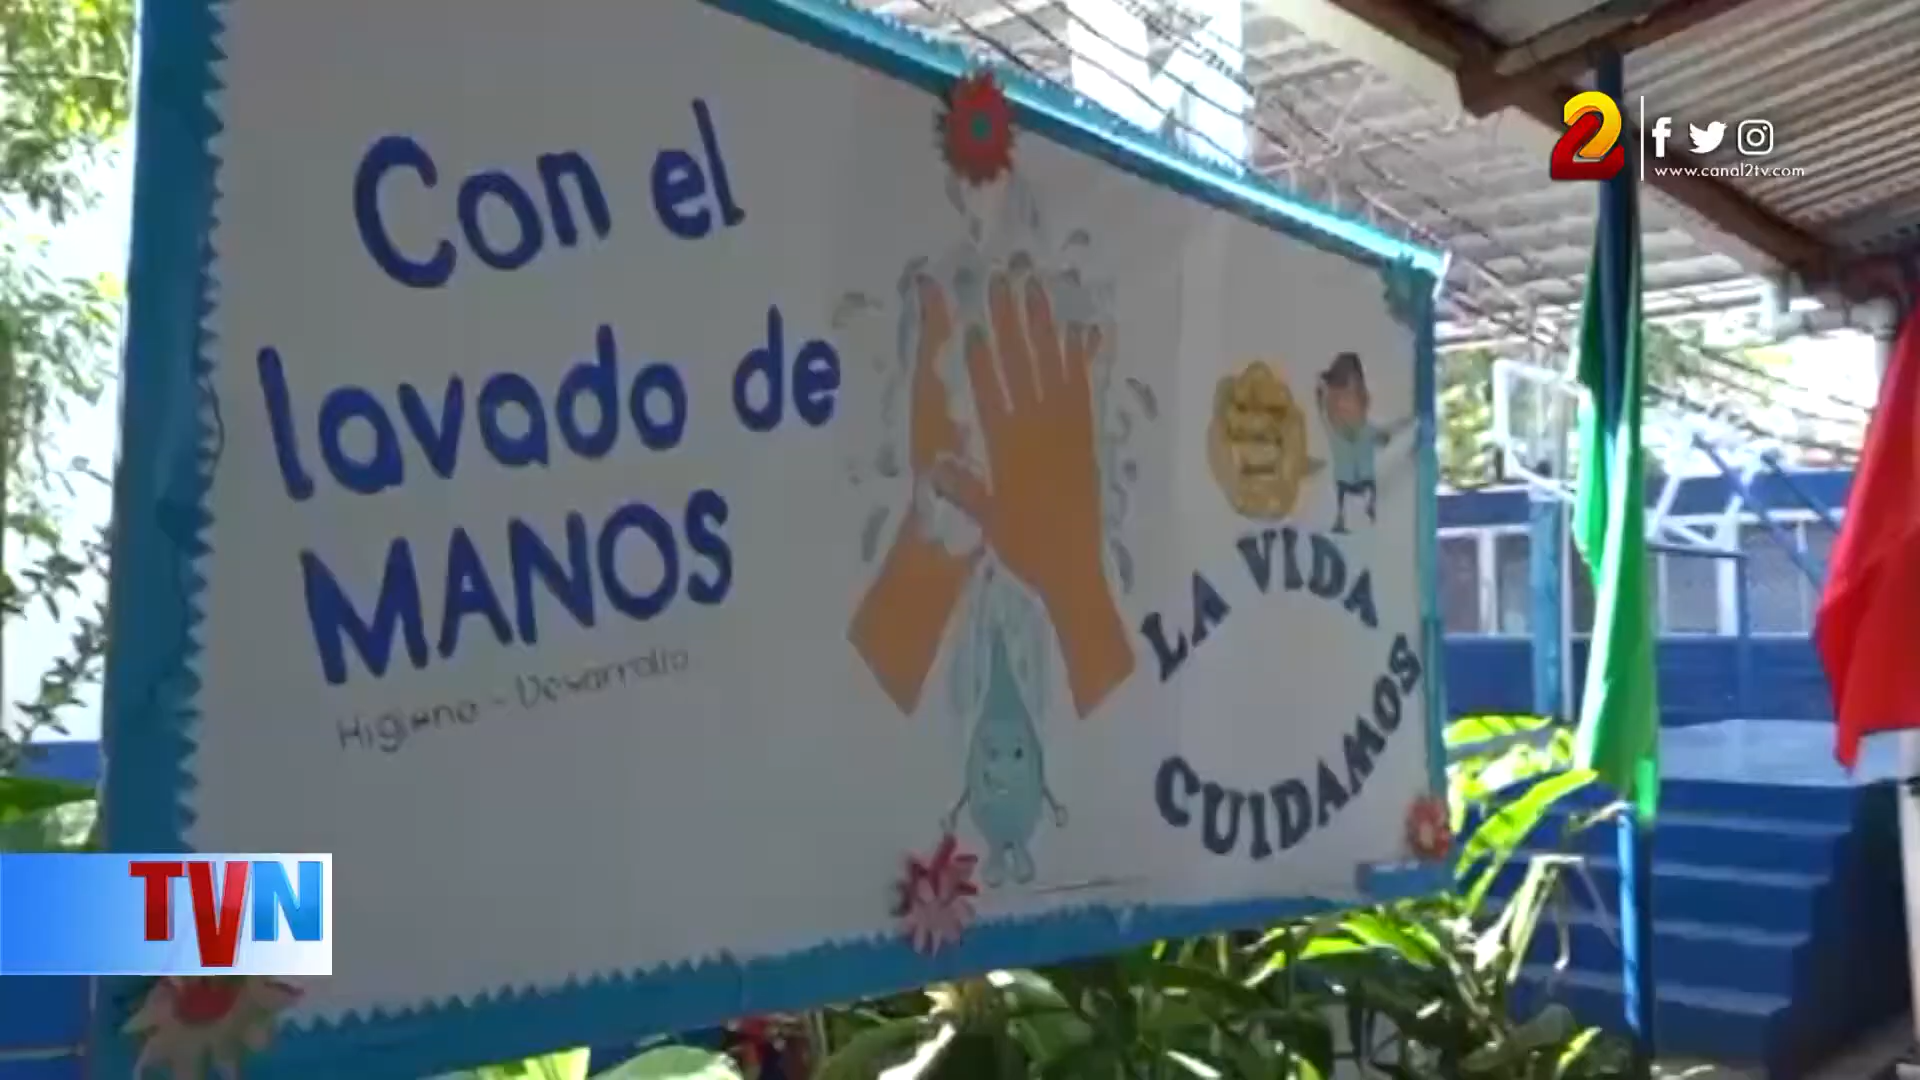 Con el
lavado de
MANOS
Higiene - Desarrollo
LA VIDA
CUIDAMOS
2
www.canal2tv.com
TVN